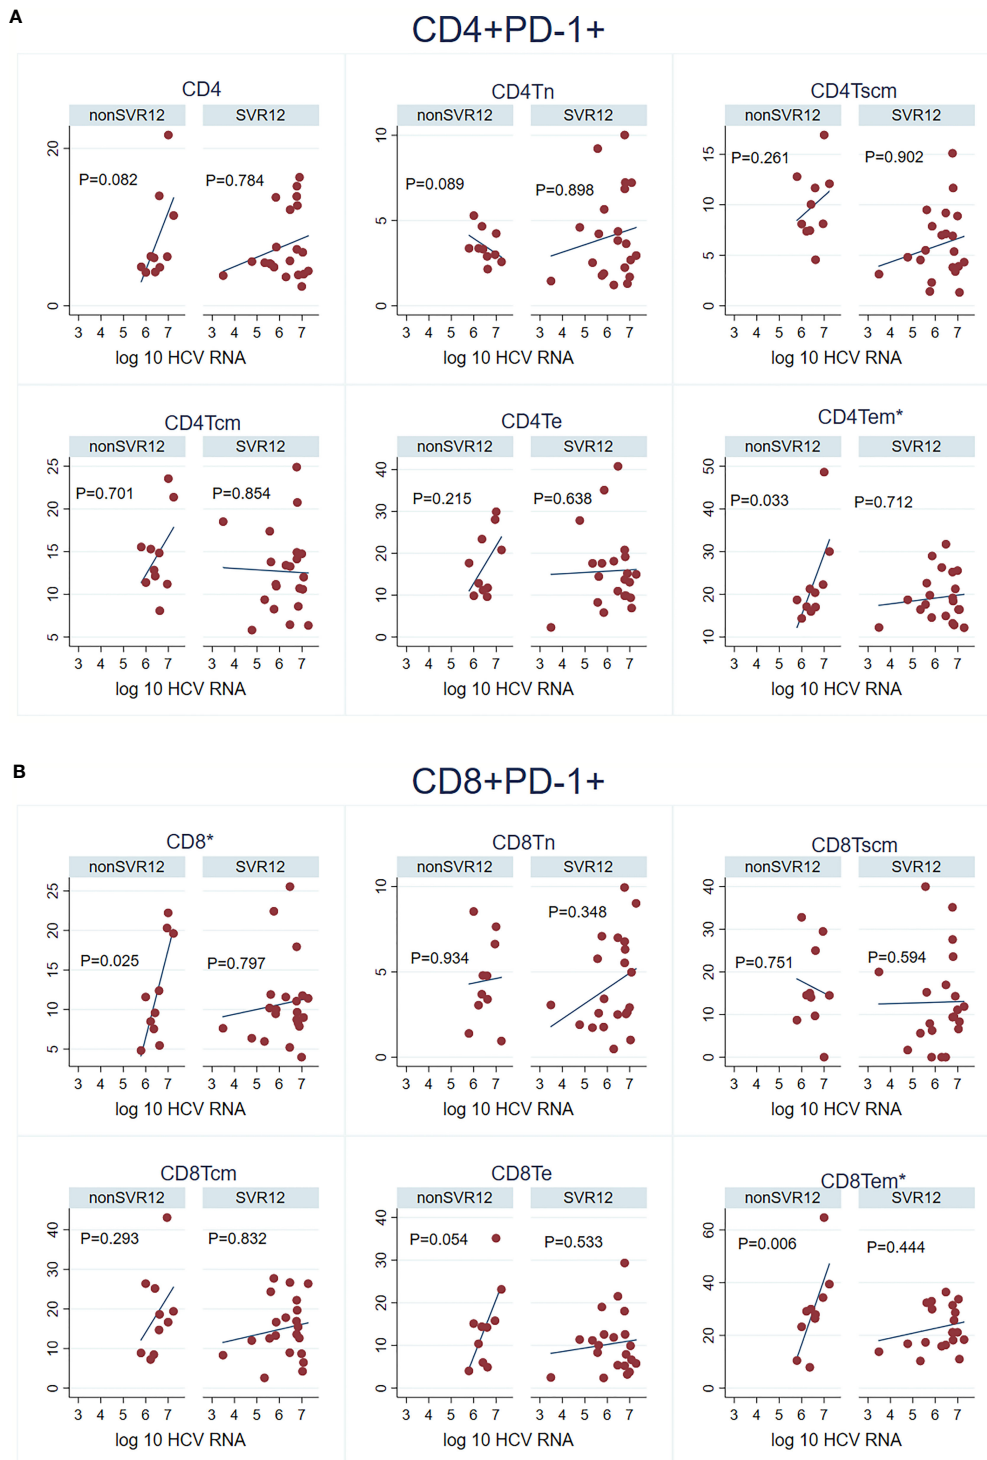 A
CD4+PD-1+
CD4
nonSVR12 SVR12
P=0.082 P=0.784
20
0
3 4 5 6 7 3 4 5 6 7
log 10 HCV RNA
CD4Tn
nonSVR12 SVR12
P=0.089 P=0.898
10
5
0
3 4 5 6 7 3 4 5 6 7
log 10 HCV RNA
CD4Tscm
nonSVR12 SVR12
P=0.261 P=0.902
15
10
5
0
3 4 5 6 7 3 4 5 6 7
log 10 HCV RNA
CD4Tcm
nonSVR12 SVR12
P=0.701 P=0.854
25
20
15
10
5
3 4 5 6 7 3 4 5 6 7
log 10 HCV RNA
CD4Te
nonSVR12 SVR12
P=0.215 P=0.638
40
30
20
10
0
3 4 5 6 7 3 4 5 6 7
log 10 HCV RNA
CD4Tem*
nonSVR12 SVR12
P=0.033 P=0.712
50
40
30
20
10
3 4 5 6 7 3 4 5 6 7
log 10 HCV RNA
B
CD8+PD-1+
CD8*
nonSVR12 SVR12
P=0.025 P=0.797
25
20
15
10
5
3 4 5 6 7 3 4 5 6 7
log 10 HCV RNA
CD8Tn
nonSVR12 SVR12
P=0.934 P=0.348
10
5
0
3 4 5 6 7 3 4 5 6 7
log 10 HCV RNA
CD8Tscm
nonSVR12 SVR12
P=0.751 P=0.594
40
30
20
10
0
3 4 5 6 7 3 4 5 6 7
log 10 HCV RNA
CD8Tcm
nonSVR12 SVR12
P=0.293 P=0.832
40
30
20
10
0
3 4 5 6 7 3 4 5 6 7
log 10 HCV RNA
CD8Te
nonSVR12 SVR12
P=0.054 P=0.533
40
30
20
10
0
3 4 5 6 7 3 4 5 6 7
log 10 HCV RNA
CD8Tem*
nonSVR12 SVR12
P=0.006 P=0.444
60
40
20
0
3 4 5 6 7 3 4 5 6 7
log 10 HCV RNA